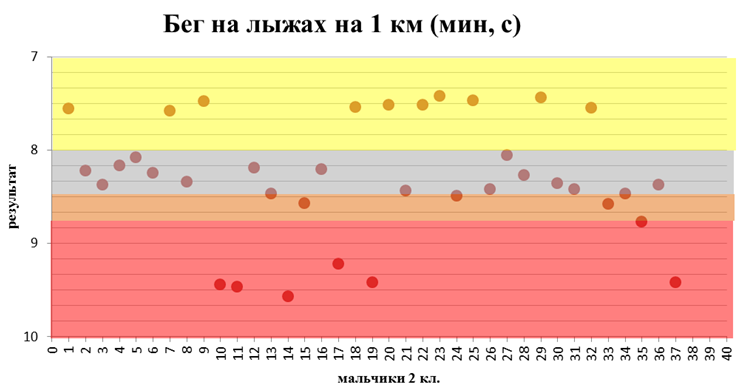 Бег на лыжах на 1 км (мин, с)
7
8
9
10
результат
0 1 2 3 4 5 6 7 8 9 10 11 12 13 14 15 16 17 18 19 20 21 22 23 24 25 26 27 28 29 30 31 32 33 34 35 36 37 38 39 40
мальчики 2 кл.